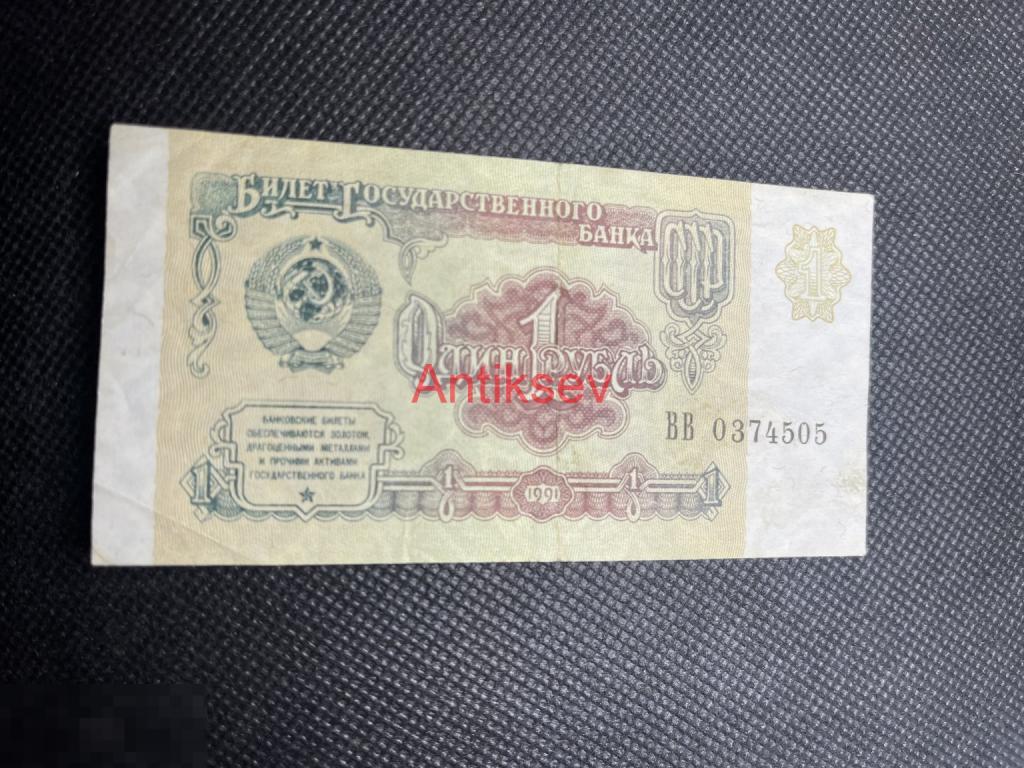 Билет Государственного
Банка
СССР
1
Один Рубль
Antiksev
1
ВВ 0374505
БАНКОВСКИЕ БИЛЕТЫ
ОБЕСПЕЧИВАЮТСЯ ЗОЛОТОМ,
ДРАГОЦЕННЫМИ МЕТАЛЛАМИ
И ПРОЧИМИ АКТИВАМИ
ГОСУДАРСТВЕННОГО БАНКА
1 1 1991 1 1